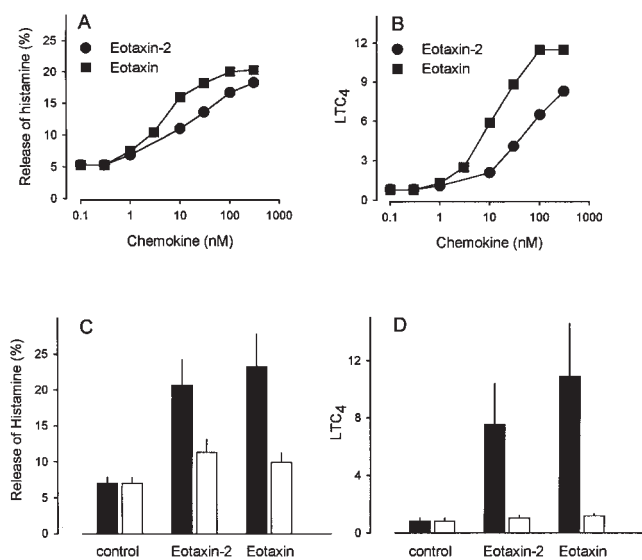 A
Eotaxin-2
Eotaxin
Release of histamine (%)
25
20
15
10
5
0
0.1
1
10
100
1000
Chemokine (nM)
B
Eotaxin-2
Eotaxin
LTC4
12
9
6
3
0
0.1
1
10
100
1000
Chemokine (nM)
C
Release of Histamine (%)
25
20
15
10
5
0
control
Eotaxin-2
Eotaxin
D
LTC4
12
8
4
0
control
Eotaxin-2
Eotaxin